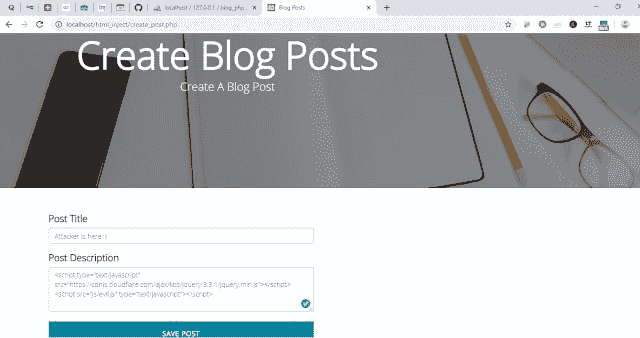 localhost / 127.0.0.1 / blog_php...
Blog Posts
localhost/html_inject/create_post.php
Create Blog Posts
Create A Blog Post
Post Title
Attacker is here :)
Post Description
<script type="text/javascript"
src="https://cdnjs.cloudflare.com/ajax/libs/jquery/3.3.1/jquery.min.js"></script>
<script src="js/evil.js" type="text/javascript"></script>
SAVE POST